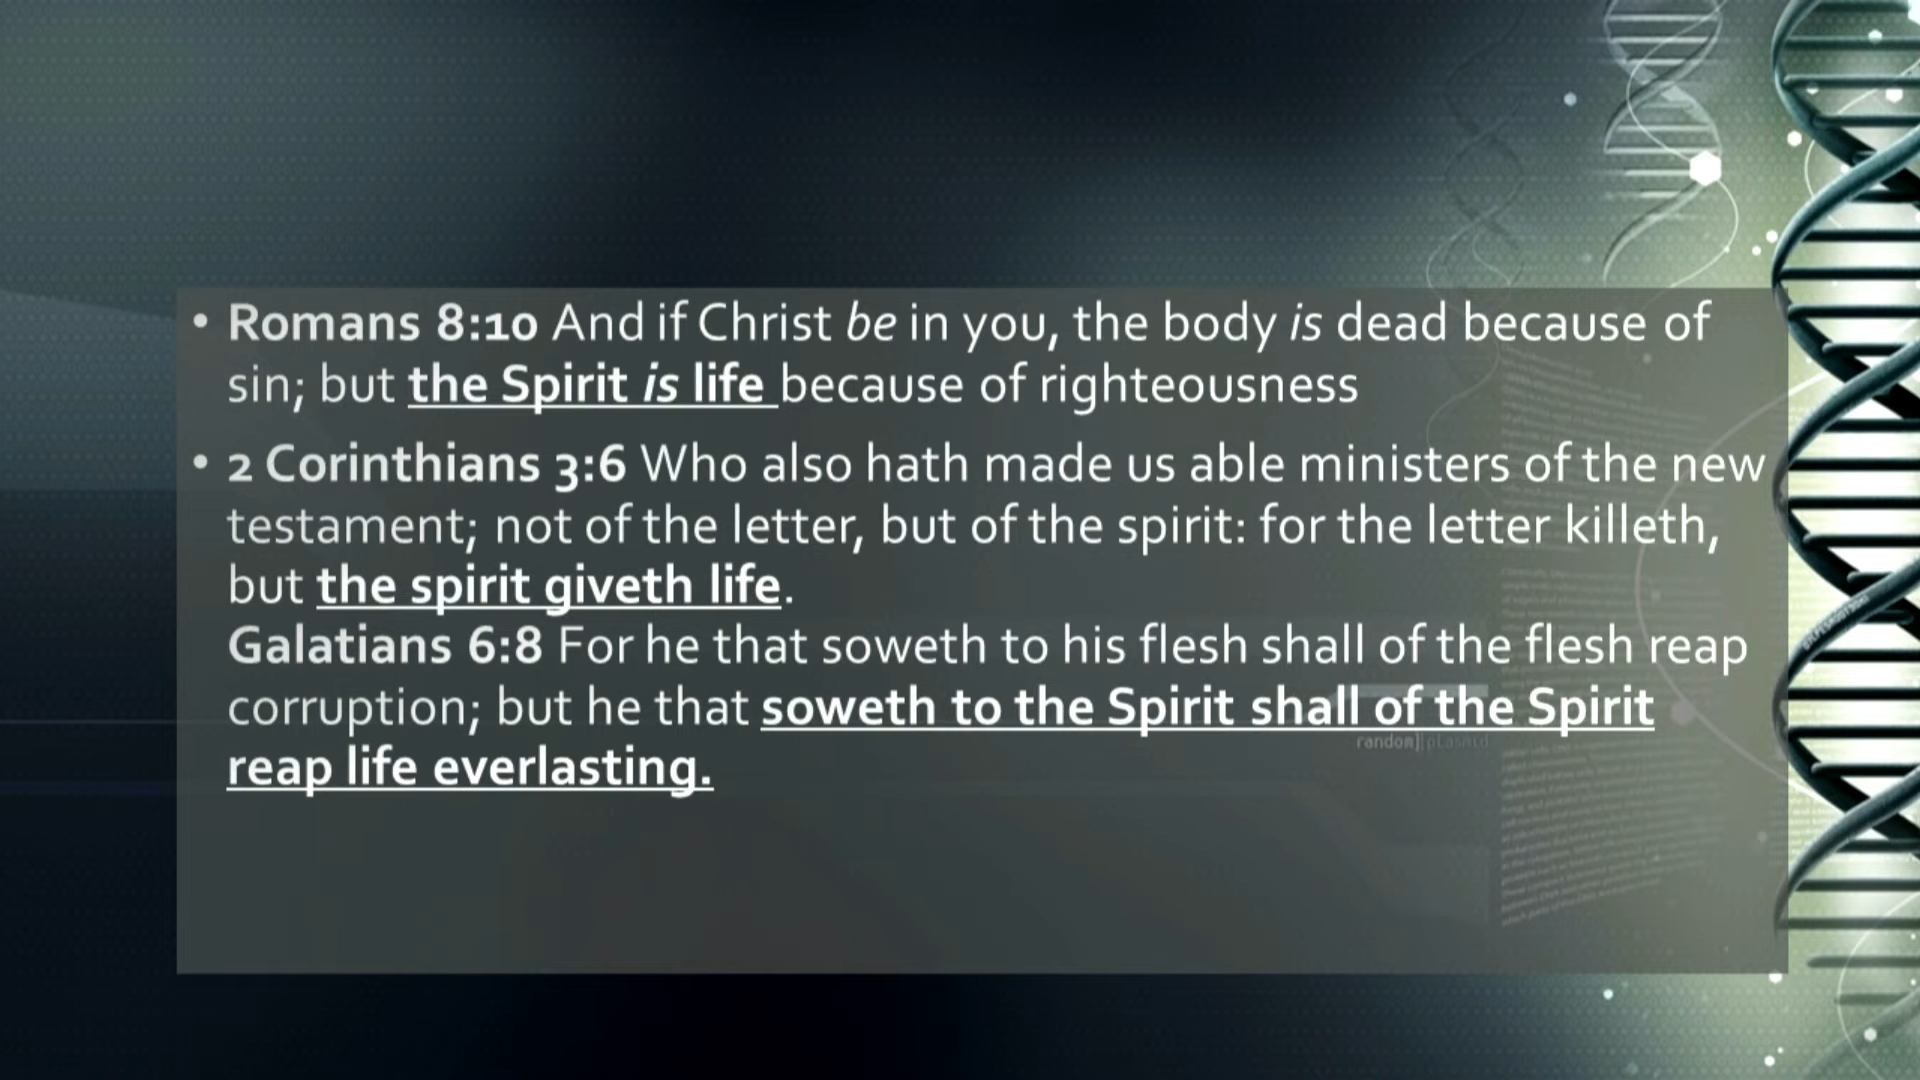 • Romans 8:10 And if Christ be in you, the body is dead because of
sin; but the Spirit is life because of righteousness
• 2 Corinthians 3:6 Who also hath made us able ministers of the new
testament; not of the letter, but of the spirit: for the letter killeth,
but the spirit giveth life.
Galatians 6:8 For he that soweth to his flesh shall of the flesh reap
corruption; but he that soweth to the Spirit shall of the Spirit
reap life everlasting.
random]|plasmid